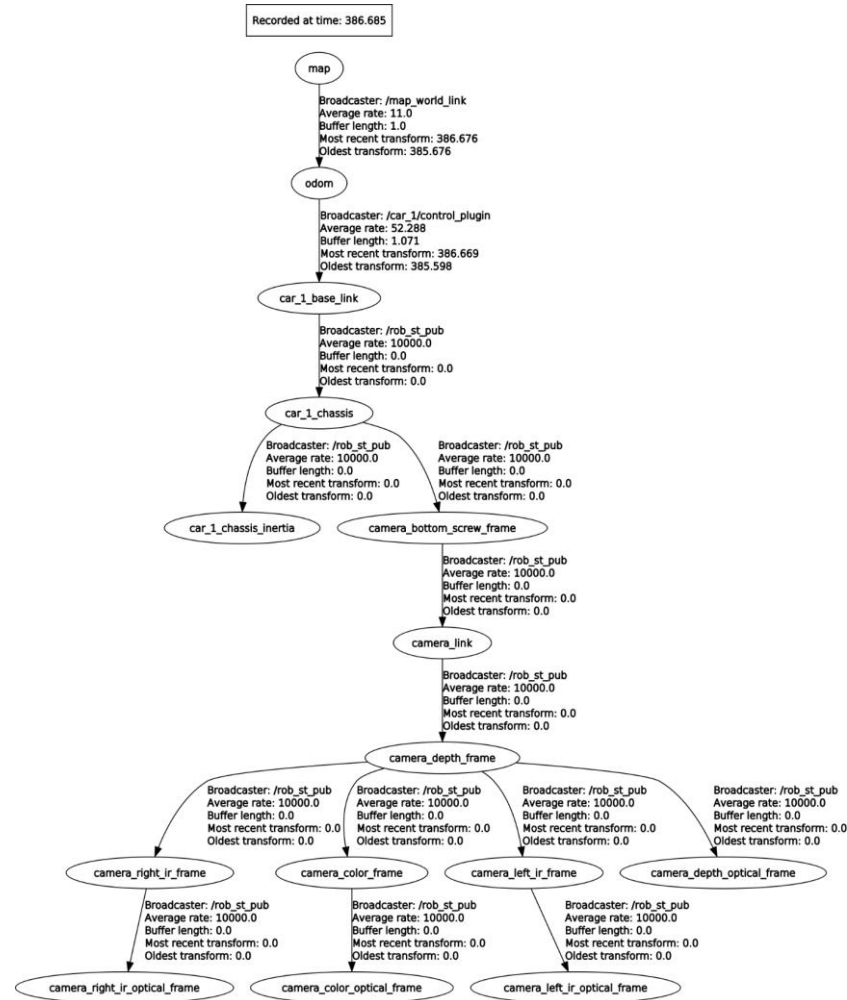 Recorded at time: 386.685
map
Broadcaster: /map_world_link
Average rate: 11.0
Buffer length: 1.0
Most recent transform: 386.676
Oldest transform: 385.676
odom
Broadcaster: /car_1/control_plugin
Average rate: 52.288
Buffer length: 1.071
Most recent transform: 386.669
Oldest transform: 385.598
car_1_base_link
Broadcaster: /rob_st_pub
Average rate: 10000.0
Buffer length: 0.0
Most recent transform: 0.0
Oldest transform: 0.0
car_1_chassis
Broadcaster: /rob_st_pub
Average rate: 10000.0
Buffer length: 0.0
Most recent transform: 0.0
Oldest transform: 0.0
Broadcaster: /rob_st_pub
Average rate: 10000.0
Buffer length: 0.0
Most recent transform: 0.0
Oldest transform: 0.0
car_1_chassis_inertia
camera_bottom_screw_frame
Broadcaster: /rob_st_pub
Average rate: 10000.0
Buffer length: 0.0
Most recent transform: 0.0
Oldest transform: 0.0
camera_link
Broadcaster: /rob_st_pub
Average rate: 10000.0
Buffer length: 0.0
Most recent transform: 0.0
Oldest transform: 0.0
camera_depth_frame
Broadcaster: /rob_st_pub
Average rate: 10000.0
Buffer length: 0.0
Most recent transform: 0.0
Oldest transform: 0.0
Broadcaster: /rob_st_pub
Average rate: 10000.0
Buffer length: 0.0
Most recent transform: 0.0
Oldest transform: 0.0
Broadcaster: /rob_st_pub
Average rate: 10000.0
Buffer length: 0.0
Most recent transform: 0.0
Oldest transform: 0.0
Broadcaster: /rob_st_pub
Average rate: 10000.0
Buffer length: 0.0
Most recent transform: 0.0
Oldest transform: 0.0
camera_right_ir_frame
camera_color_frame
camera_left_ir_frame
camera_depth_optical_frame
Broadcaster: /rob_st_pub
Average rate: 10000.0
Buffer length: 0.0
Most recent transform: 0.0
Oldest transform: 0.0
Broadcaster: /rob_st_pub
Average rate: 10000.0
Buffer length: 0.0
Most recent transform: 0.0
Oldest transform: 0.0
Broadcaster: /rob_st_pub
Average rate: 10000.0
Buffer length: 0.0
Most recent transform: 0.0
Oldest transform: 0.0
camera_right_ir_optical_frame
camera_color_optical_frame
camera_left_ir_optical_frame